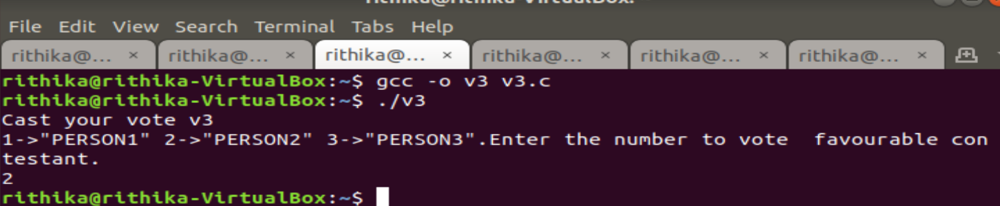 rithika@rithika-VirtualBox: ~
File Edit View Search Terminal Tabs Help
rithika@... × rithika@... × rithika@... × rithika@... × rithika@... × rithika@... ×
rithika@rithika-VirtualBox:~$ gcc -o v3 v3.c
rithika@rithika-VirtualBox:~$ ./v3
Cast your vote v3
1->"PERSON1" 2->"PERSON2" 3->"PERSON3".Enter the number to vote  favourable con
testant.
2
rithika@rithika-VirtualBox:~$